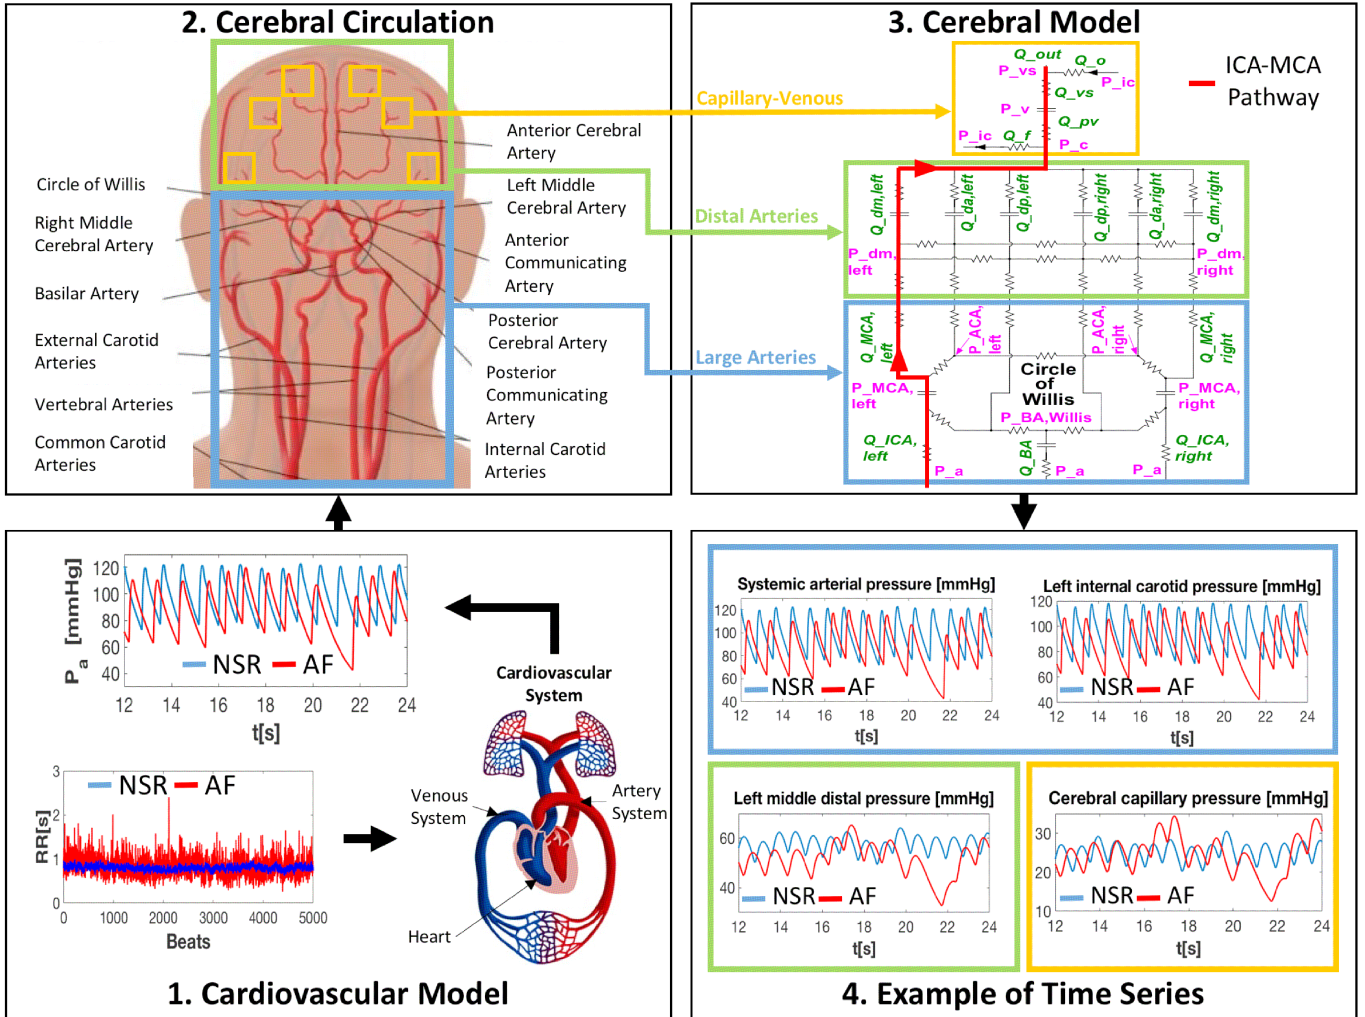 2. Cerebral Circulation
Anterior Cerebral
Artery
Circle of Willis
Left Middle
Cerebral Artery
Right Middle
Cerebral Artery
Anterior
Communicating
Artery
Basilar Artery
Posterior
Cerebral Artery
External Carotid
Arteries
Posterior
Communicating
Artery
Vertebral Arteries
Common Carotid
Arteries
Internal Carotid
Arteries
Capillary-Venous
Distal Arteries
Large Arteries
3. Cerebral Model
ICA-MCA
Pathway
Q_out
P_vs
Q_o
P_ic
Q_vs
P_v
Q_pv
P_ic
Q_f
P_c
Q_dm,left
Q_da,left
Q_dp,left
Q_dp,right
Q_da,right
Q_dm,right
P_dm,
left
P_dm,
right
Q_MCA,
left
P_ACA,
left
P_ACA,
right
Q_MCA,
right
Circle
of
Willis
P_MCA,
left
P_MCA,
right
P_BA,Willis
Q_ICA,
left
Q_BA
Q_ICA,
right
P_a
P_a
P_a
P_a [mmHg]
120
100
80
60
40
NSR
AF
12 14 16 18 20 22 24
t[s]
Cardiovascular
System
RR[s]
3
2
1
0
NSR
AF
0 1000 2000 3000 4000 5000
Beats
Venous
System
Artery
System
Heart
1. Cardiovascular Model
Systemic arterial pressure [mmHg]
120
100
80
60
40
NSR
AF
12 14 16 18 20 22 24
t[s]
Left internal carotid pressure [mmHg]
120
100
80
60
40
NSR
AF
12 14 16 18 20 22 24
t[s]
Left middle distal pressure [mmHg]
60
40
NSR
AF
12 14 16 18 20 22 24
t[s]
Cerebral capillary pressure [mmHg]
30
20
10
NSR
AF
12 14 16 18 20 22 24
t[s]
4. Example of Time Series